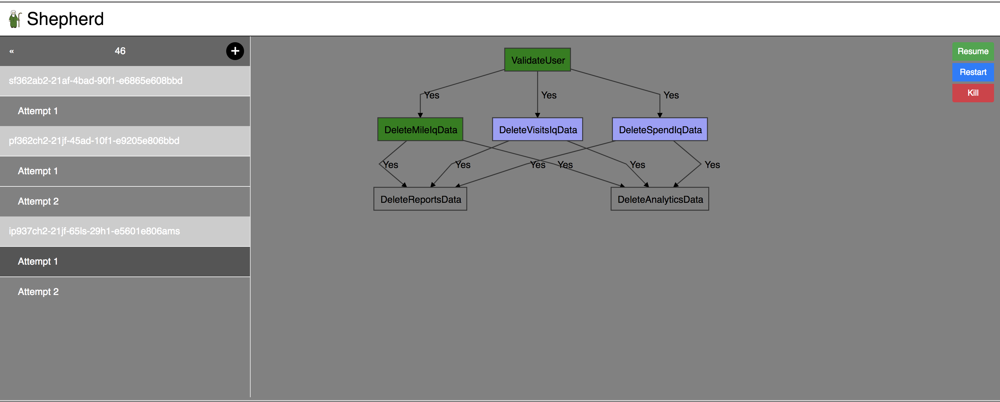 Shepherd
« 46 +
sf362ab2-21af-4bad-90f1-e6865e608bbd
Attempt 1
pf362ch2-21jf-45ad-10f1-e9205e806bbd
Attempt 1
Attempt 2
ip937ch2-21jf-65ls-29h1-e5601e806ams
Attempt 1
Attempt 2
ValidateUser
Yes Yes Yes
DeleteMileIqData DeleteVisitsIqData DeleteSpendIqData
Yes Yes Yes Yes Yes Yes
DeleteReportsData DeleteAnalyticsData
Resume
Restart
Kill